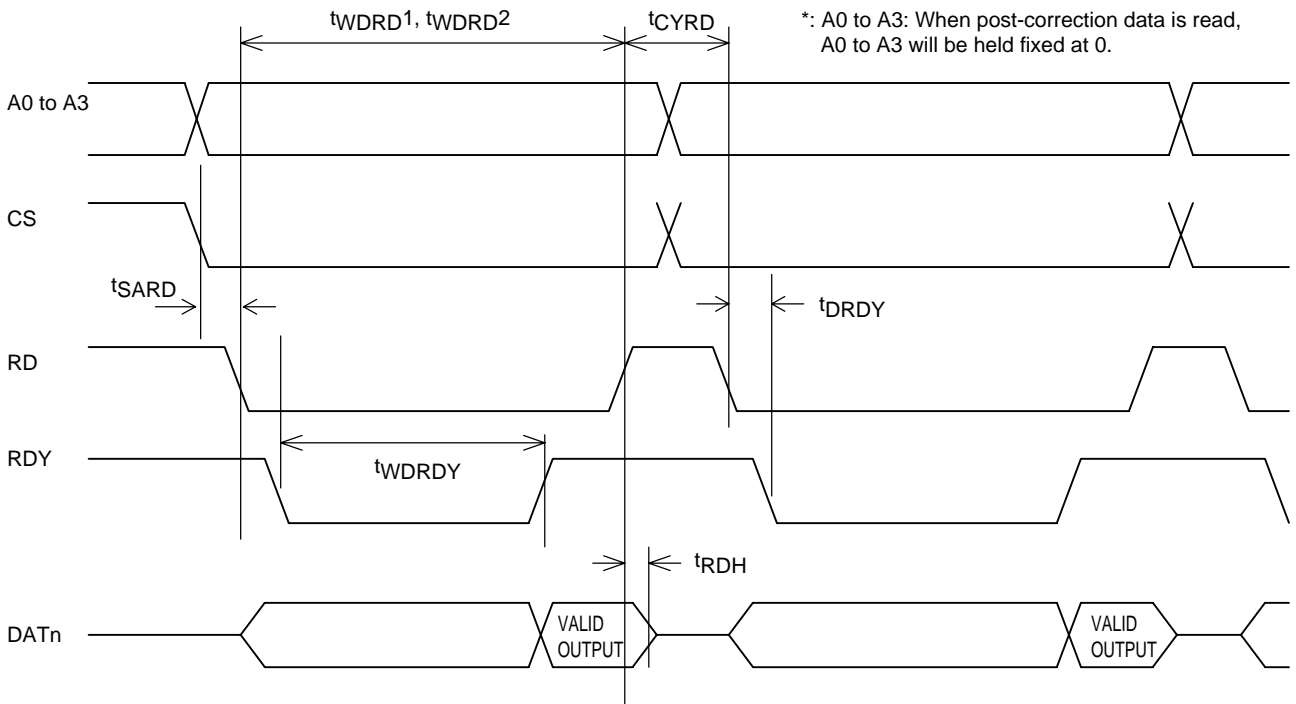 tWDRD1, tWDRD2
tCYRD
*: A0 to A3: When post-correction data is read,
A0 to A3 will be held fixed at 0.
A0 to A3
CS
tSARD
tDRDY
RD
RDY
tWDRDY
tRDH
DATn
VALID
OUTPUT
VALID
OUTPUT